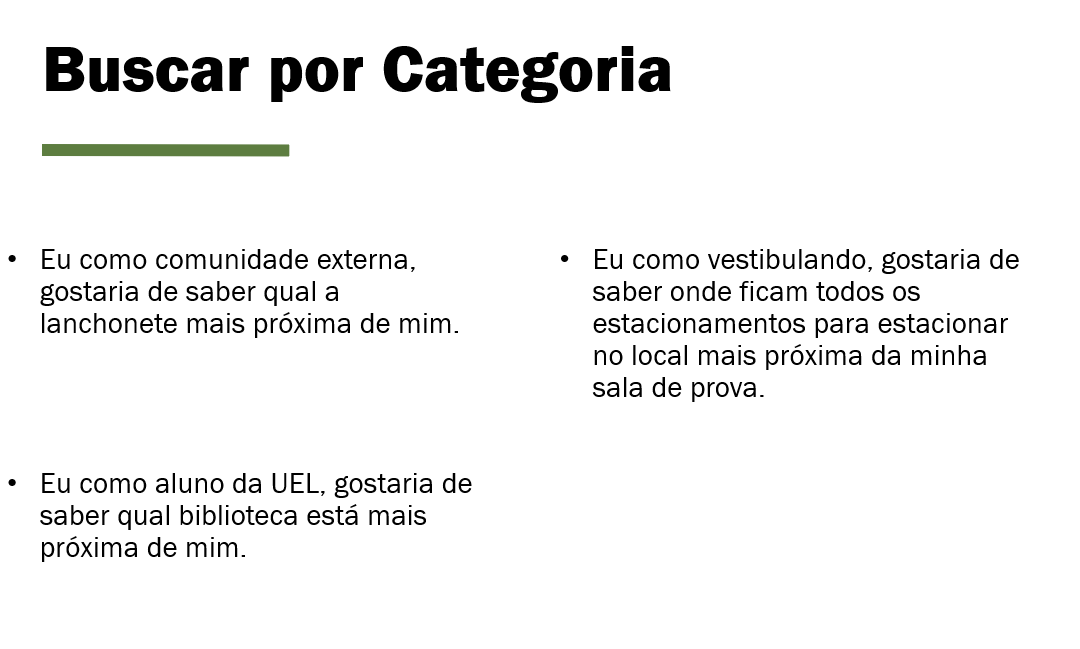 Buscar por Categoria
• Eu como comunidade externa,
gostaria de saber qual a
lanchonete mais próxima de mim.
• Eu como aluno da UEL, gostaria de
saber qual biblioteca está mais
próxima de mim.
• Eu como vestibulando, gostaria de
saber onde ficam todos os
estacionamentos para estacionar
no local mais próxima da minha
sala de prova.